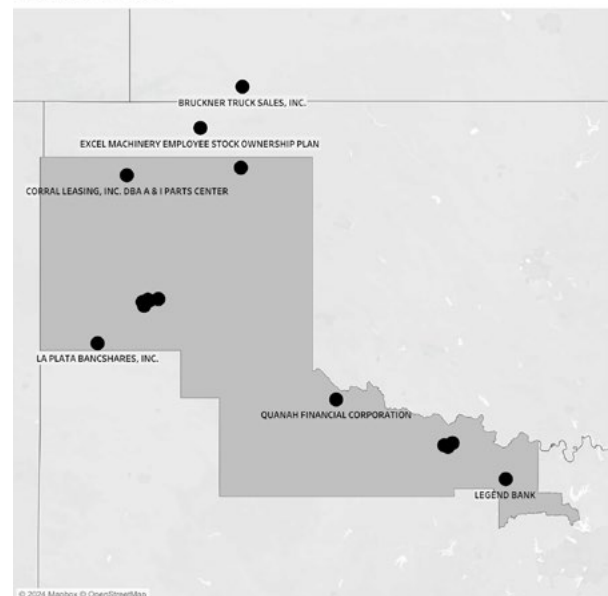 BRUCKNER TRUCK SALES, INC.
EXCEL MACHINERY EMPLOYEE STOCK OWNERSHIP PLAN
CORRAL LEASING, INC. DBA A & I PARTS CENTER
LA PLATA BANCSHARES, INC.
QUANAH FINANCIAL CORPORATION
LEGEND BANK
© 2024 Mapbox © OpenStreetMap